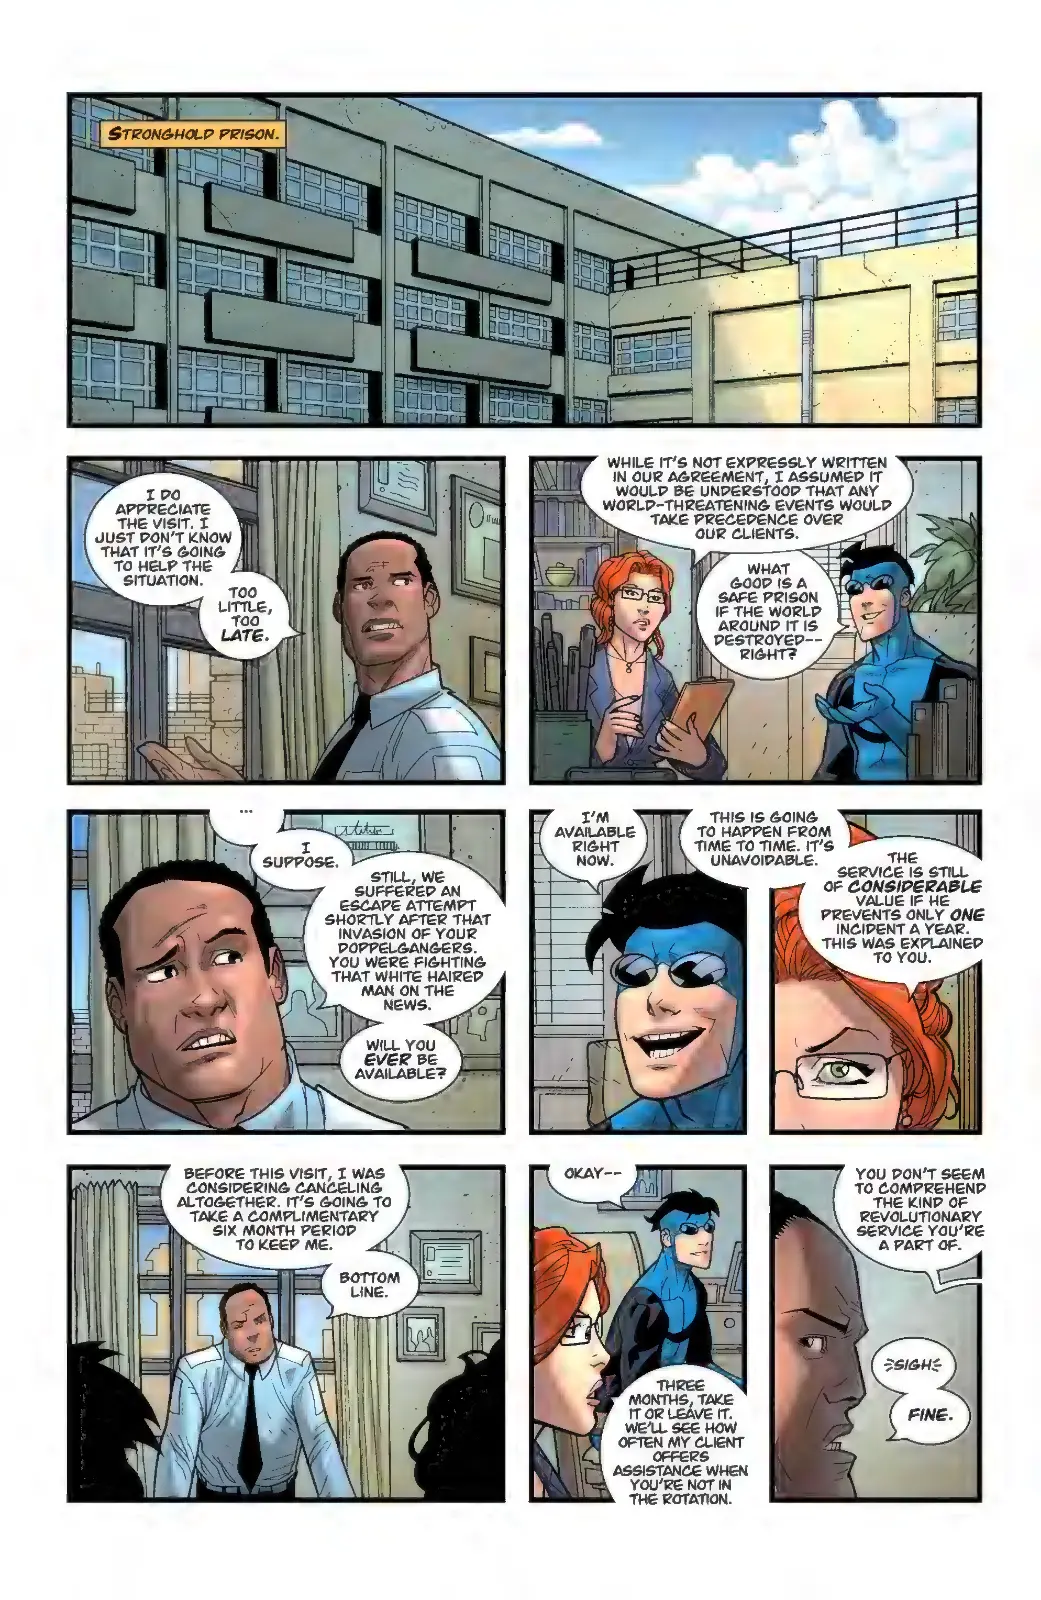 STRONGHOLD PRISON.
I DO
APPRECIATE
THE VISIT. I
JUST DON'T KNOW
THAT IT'S GOING
TO HELP THE
SITUATION.
TOO
LITTLE,
TOO
LATE.
WHILE IT'S NOT EXPRESSLY WRITTEN
IN OUR AGREEMENT, I ASSUMED IT
WOULD BE UNDERSTOOD THAT ANY
WORLD-THREATENING EVENTS WOULD
TAKE PRECEDENCE OVER
OUR CLIENTS.
WHAT
GOOD IS A
SAFE PRISON
IF THE WORLD
AROUND IT IS
DESTROYED--
RIGHT?
...
I
SUPPOSE.
STILL, WE
SUFFERED AN
ESCAPE ATTEMPT
SHORTLY AFTER THAT
INVASION OF YOUR
DOPPELGANGERS.
YOU WERE FIGHTING
THAT WHITE HAIRED
MAN ON THE
NEWS.
WILL YOU
EVER BE
AVAILABLE?
I'M
AVAILABLE
RIGHT
NOW.
THIS IS GOING
TO HAPPEN FROM
TIME TO TIME. IT'S
UNAVOIDABLE.
THE
SERVICE IS STILL
OF CONSIDERABLE
VALUE IF HE
PREVENTS ONLY ONE
INCIDENT A YEAR.
THIS WAS EXPLAINED
TO YOU.
BEFORE THIS VISIT, I WAS
CONSIDERING CANCELING
ALTOGETHER. IT'S GOING TO
TAKE A COMPLIMENTARY
SIX MONTH PERIOD
TO KEEP ME.
BOTTOM
LINE.
OKAY--
THREE
MONTHS, TAKE
IT OR LEAVE IT.
WE'LL SEE HOW
OFTEN MY CLIENT
OFFERS
ASSISTANCE WHEN
YOU'RE NOT IN
THE ROTATION.
YOU DON'T SEEM
TO COMPREHEND
THE KIND OF
REVOLUTIONARY
SERVICE YOU'RE
A PART OF.
SIGH
FINE.